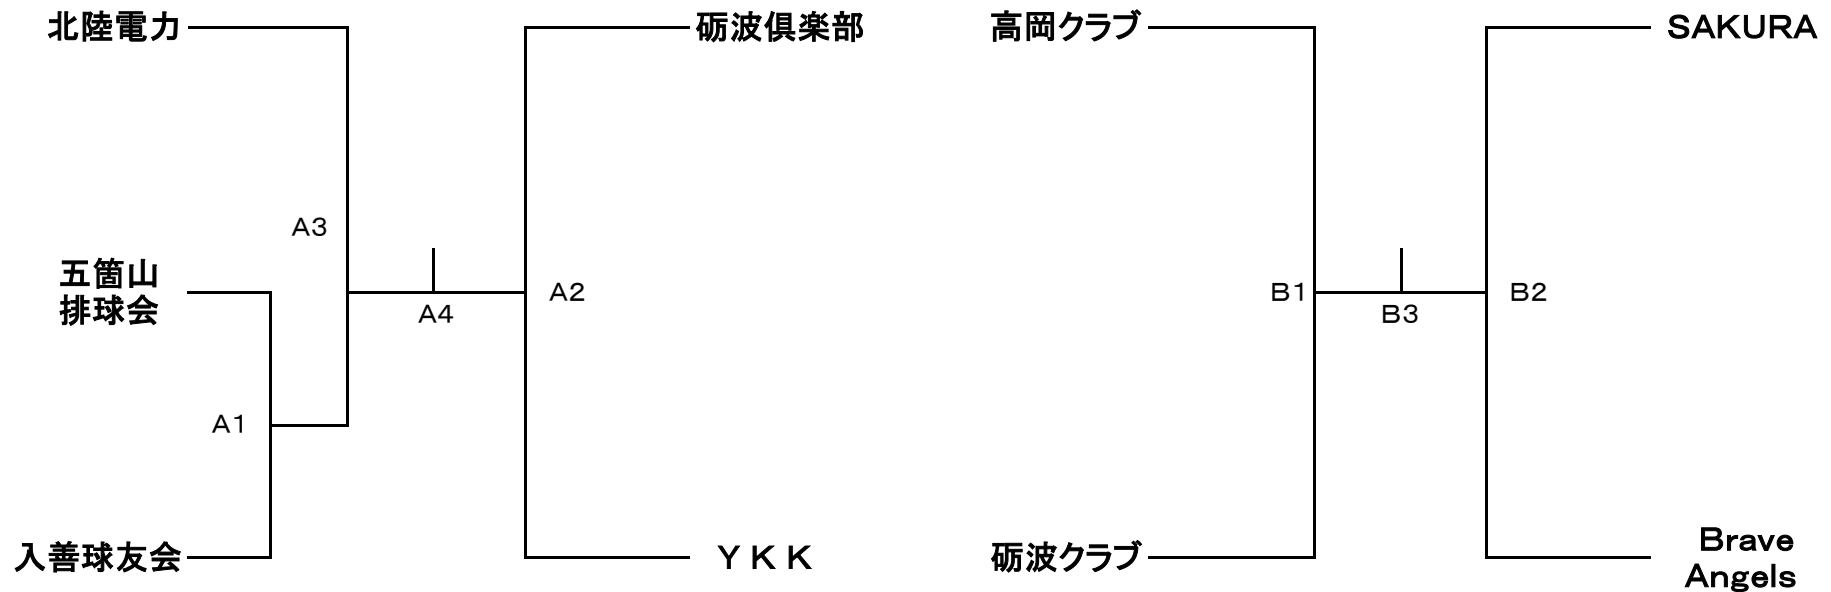 北陸電力
砺波倶楽部
高岡クラブ
SAKURA
A3
五箇山
排球会
A4
A2
B1
B3
B2
A1
入善球友会
YKK
砺波クラブ
Brave
Angels